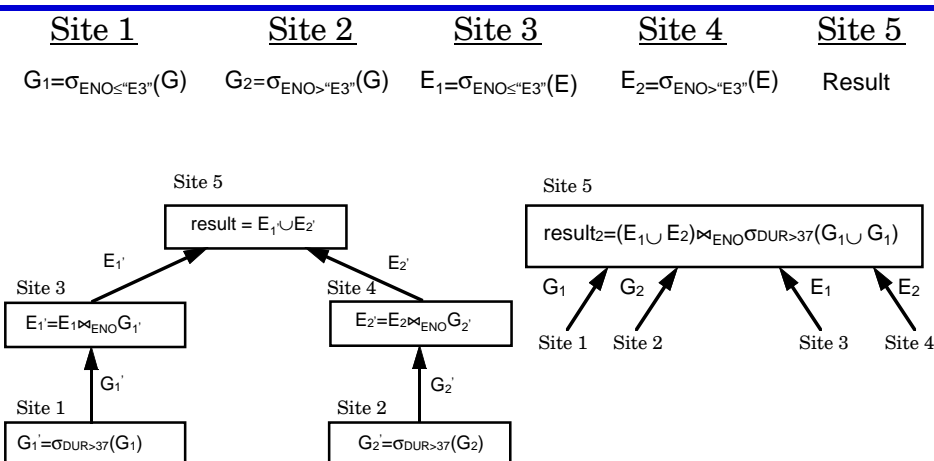 Site 1 Site 2 Site 3 Site 4 Site 5
G1=σENO≤“E3”(G) G2=σENO>“E3”(G) E1=σENO≤“E3”(E) E2=σENO>“E3”(E) Result
Site 5
result = E1'∪E2'
E1' E2'
Site 3 Site 4
E1'=E1⋈ENOG1' E2'=E2⋈ENOG2'
G1' G2'
Site 1 Site 2
G1'=σDUR>37(G1) G2'=σDUR>37(G2)
Site 5
result2=(E1∪ E2)⋈ENOσDUR>37(G1∪ G1)
G1 G2 E1 E2
Site 1 Site 2 Site 3 Site 4